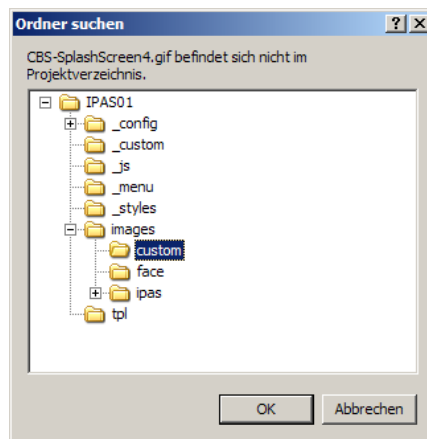 Ordner suchen
CBS-SplashScreen4.gif befindet sich nicht im
Projektverzeichnis.
IPAS01
_config
_custom
_js
_menu
_styles
images
custom
face
ipas
tpl
OK
Abbrechen